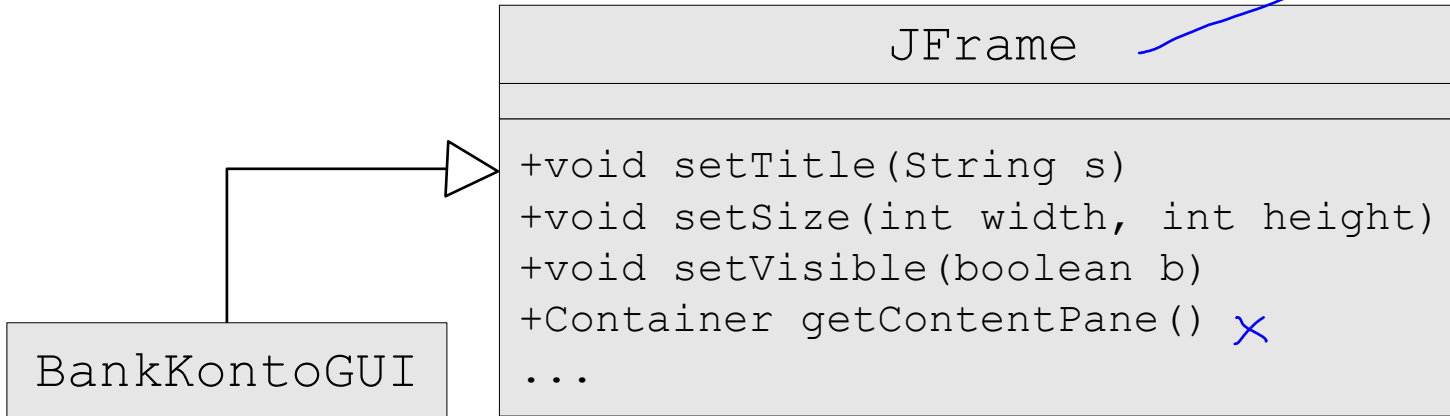 JFrame
+void setTitle(String s)
+void setSize(int width, int height)
+void setVisible(boolean b)
+Container getContentPane()
...
BankKontoGUI